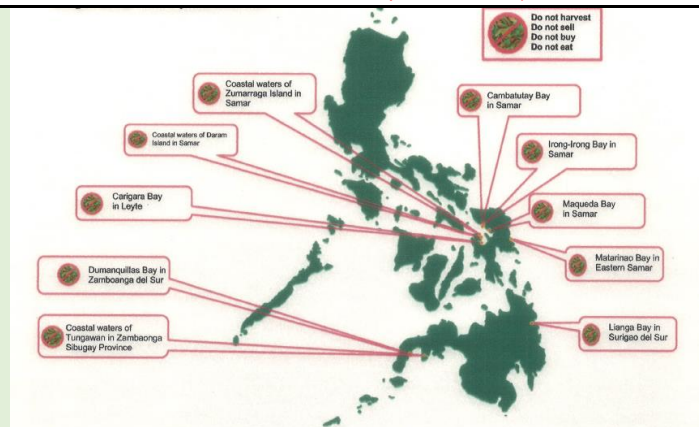 Do not harvest
Do not sell
Do not buy
Do not eat
Coastal waters of
Zumarraga Island in
Samar
Cambatutay Bay
in Samar
Coastal waters of Daram
Island in Samar
Irong-Irong Bay in
Samar
Carigara Bay
in Leyte
Maqueda Bay
in Samar
Matarinao Bay in
Eastern Samar
Dumanquillas Bay in
Zamboanga del Sur
Coastal waters of
Tungawan in Zambaonga
Sibugay Province
Lianga Bay in
Surigao del Sur